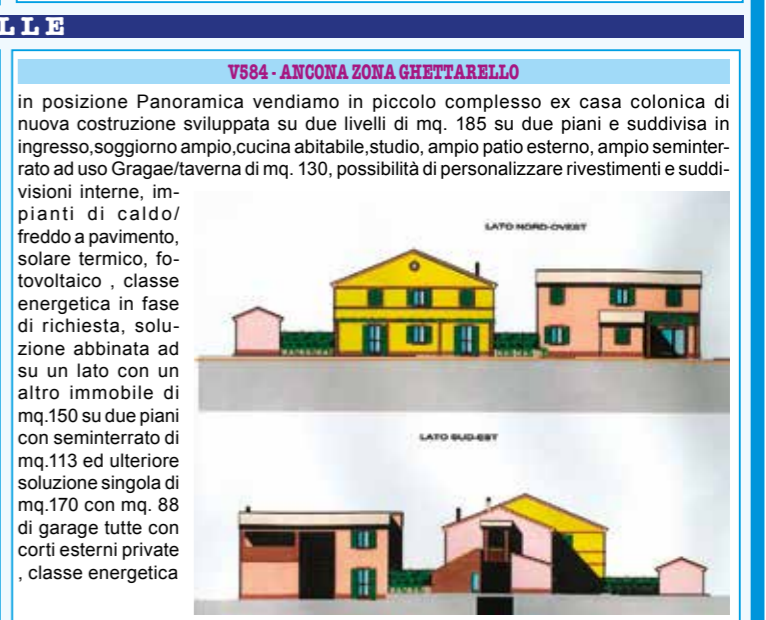 LLE
V584 - ANCONA ZONA GHETTARELLO
in posizione Panoramica vendiamo in piccolo complesso ex casa colonica di
nuova costruzione sviluppata su due livelli di mq. 185 su due piani e suddivisa in
ingresso,soggiorno ampio,cucina abitabile,studio, ampio patio esterno, ampio seminter-
rato ad uso Gragae/taverna di mq. 130, possibilità di personalizzare rivestimenti e suddi-
visioni interne, im-
pianti di caldo/
freddo a pavimento,
solare termico, fo-
tovoltaico , classe
energetica in fase
di richiesta, solu-
zione abbinata ad
su un lato con un
altro immobile di
mq.150 su due piani
con seminterrato di
mq.113 ed ulteriore
soluzione singola di
mq.170 con mq. 88
di garage tutte con
corti esterni private
, classe energetica
LATO NORD-OVEST
LATO SUD-EST